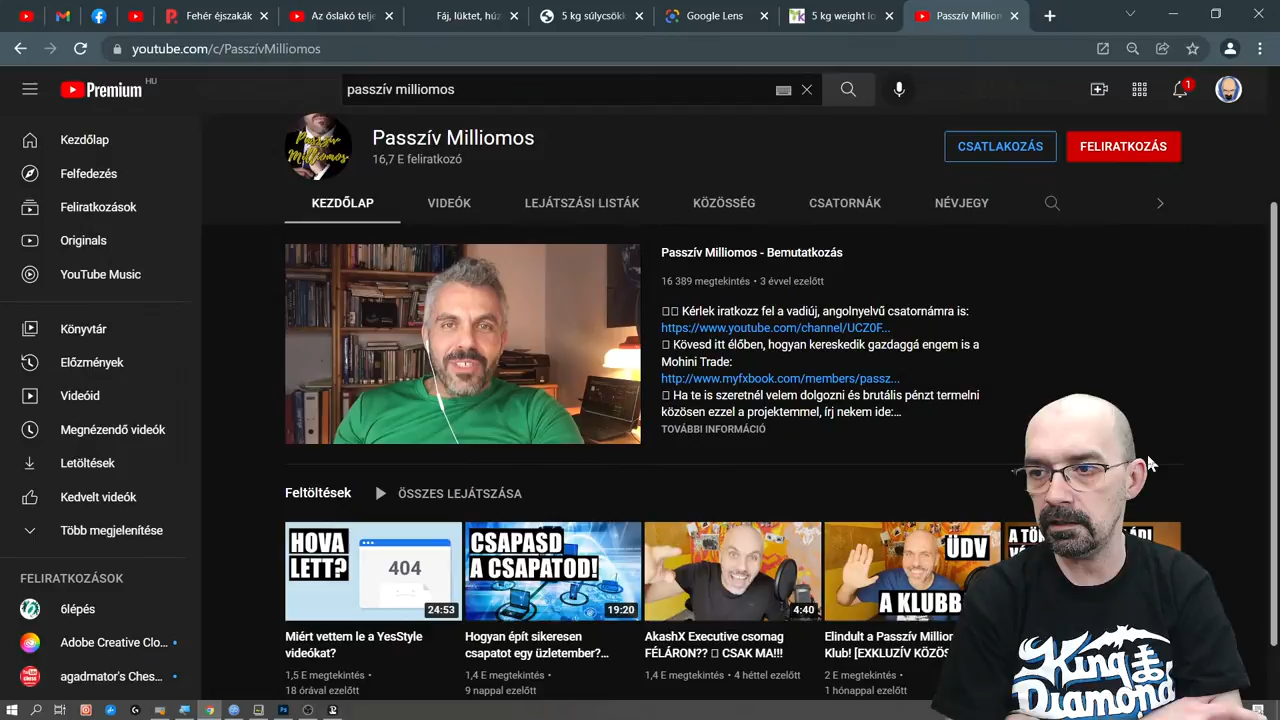 Fehér éjszakák
Az őslakó telje
Fáj, lüktet, húz
5 kg súlycsökk
Google Lens
5 kg weight lo
Passzív Million
youtube.com/c/PasszívMilliomos
Premium HU
passzív milliomos
1
Kezdőlap
Felfedezés
Feliratkozások
Originals
YouTube Music
Könyvtár
Előzmények
Videóid
Megnézendő videók
Letöltések
Kedvelt videók
Több megjelenítése
FELIRATKOZÁSOK
6lépés
Adobe Creative Clo...
agadmator's Ches...
Passzív Milliomos
Passzív Milliomos
16,7 E feliratkozó
CSATLAKOZÁS
FELIRATKOZÁS
KEZDŐLAP
VIDEÓK
LEJÁTSZÁSI LISTÁK
KÖZÖSSÉG
CSATORNÁK
NÉVJEGY
Passzív Milliomos - Bemutatkozás
16 389 megtekintés • 3 évvel ezelőtt
Kérlek iratkozz fel a vadiúj, angolnyelvű csatornámra is:
https://www.youtube.com/channel/UCZ0F...
Kövesd itt élőben, hogyan kereskedik gazdaggá engem is a
Mohini Trade:
http://www.myfxbook.com/members/passz...
Ha te is szeretnél velem dolgozni és brutális pénzt termelni
közösen ezzel a projektemmel, írj nekem ide:...
TOVÁBBI INFORMÁCIÓ
Feltöltések
ÖSSZES LEJÁTSZÁSA
HOVA
LETT?
404
24:53
Miért vettem le a YesStyle
videókat?
1,5 E megtekintés •
18 órával ezelőtt
CSAPASD
A CSAPATOD!
19:20
Hogyan épít sikeresen
csapatot egy üzletember?...
1,4 E megtekintés •
9 nappal ezelőtt
4:40
AkashX Executive csomag
FÉLÁRON?? CSAK MA!!!
1,4 E megtekintés • 4 héttel ezelőtt
ÜDV
A KLUBB
Elindult a Passzív Millior
Klub! [EXKLUZÍV KÖZÖS
2 E megtekintés •
1 hónappal ezelőtt
King
Diamond